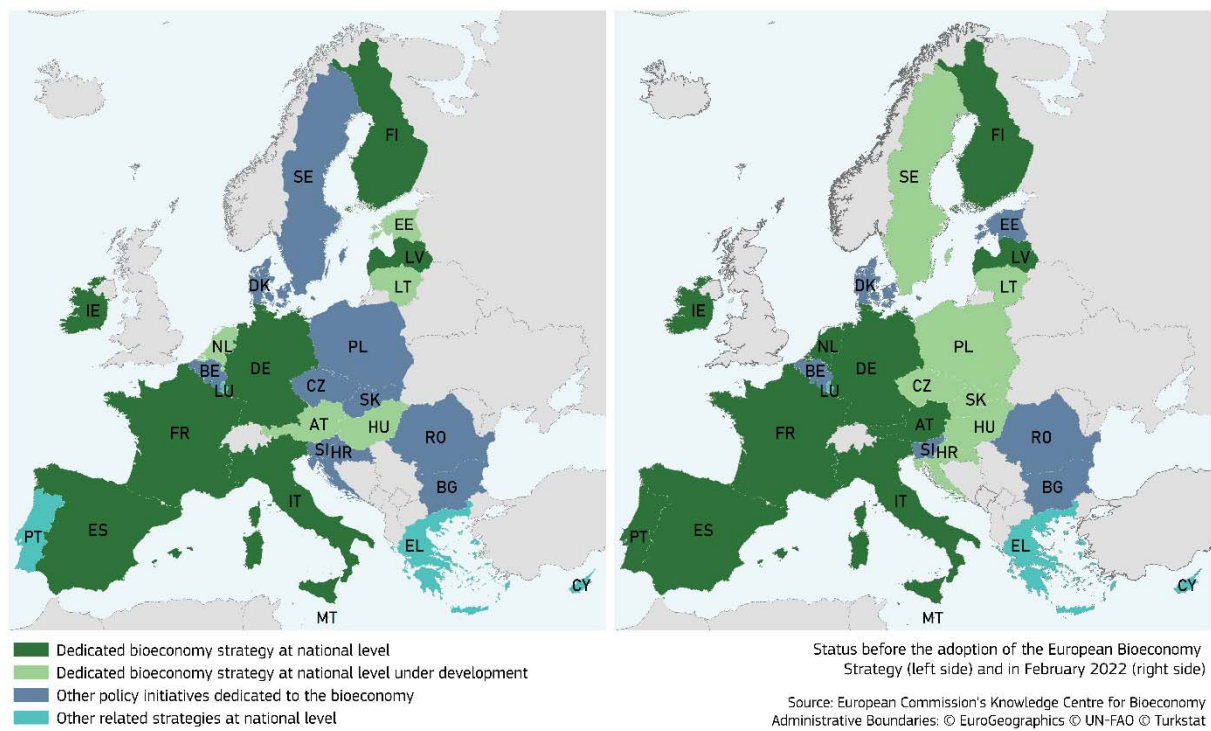 FI
SE
EE
LV
LT
DK
IE
NL
BE
LU
DE
PL
CZ
SK
AT
HU
FR
SI
HR
RO
BG
IT
ES
PT
EL
CY
MT
FI
SE
EE
LV
LT
DK
IE
NL
BE
LU
DE
PL
CZ
SK
AT
HU
FR
SI
HR
RO
BG
IT
ES
PT
EL
CY
MT
Dedicated bioeconomy strategy at national level
Dedicated bioeconomy strategy at national level under development
Other policy initiatives dedicated to the bioeconomy
Other related strategies at national level
Status before the adoption of the European Bioeconomy
Strategy (left side) and in February 2022 (right side)
Source: European Commission's Knowledge Centre for Bioeconomy
Administrative Boundaries: © EuroGeographics © UN-FAO © Turkstat